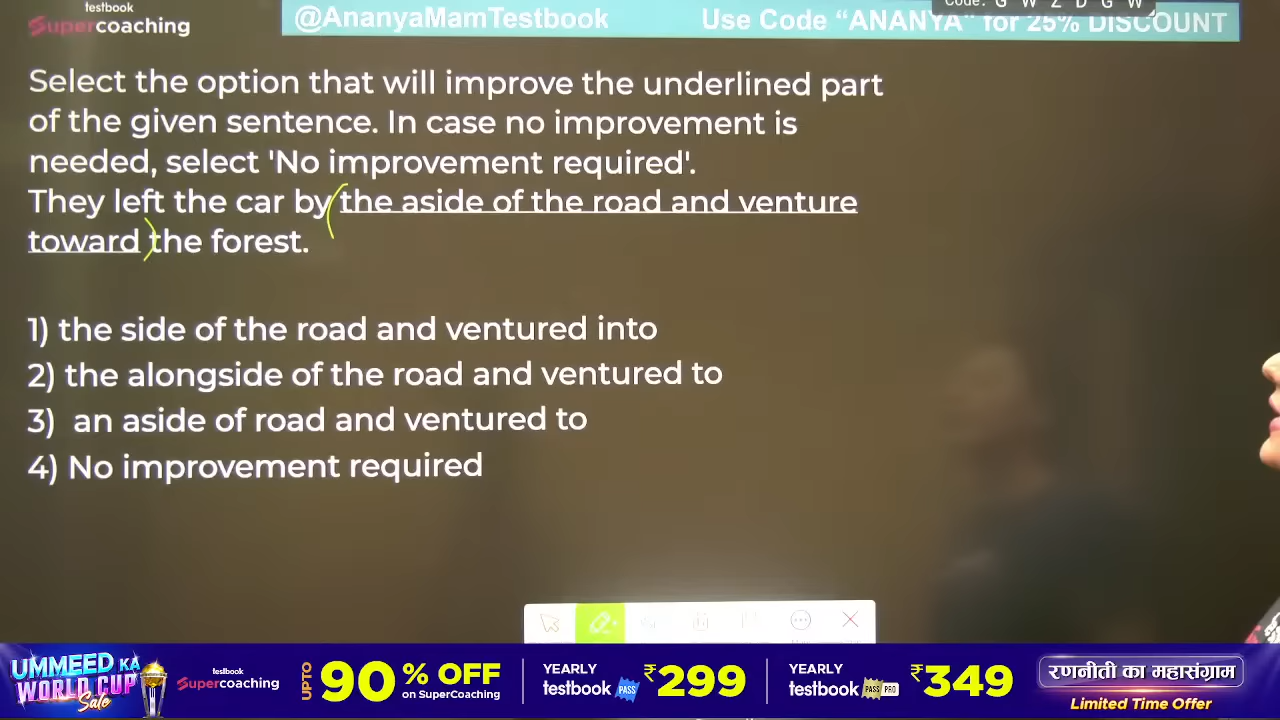 testbook
Supercoaching
@AnanyaMamTestbook
Use Code “ANANYA” for 25% DISCOUNT
Code: G W Z D G W
Select the option that will improve the underlined part
of the given sentence. In case no improvement is
needed, select 'No improvement required'.
They left the car by the aside of the road and venture
toward the forest.
1) the side of the road and ventured into
2) the alongside of the road and ventured to
3) an aside of road and ventured to
4) No improvement required
UMMEED KA
WORLD CUP
Sale
testbook
Supercoaching
UPTO 90% OFF
on SuperCoaching
YEARLY
testbook PASS
₹299
YEARLY
testbook PASS PRO
₹349
रणनीती का महासंग्राम
Limited Time Offer